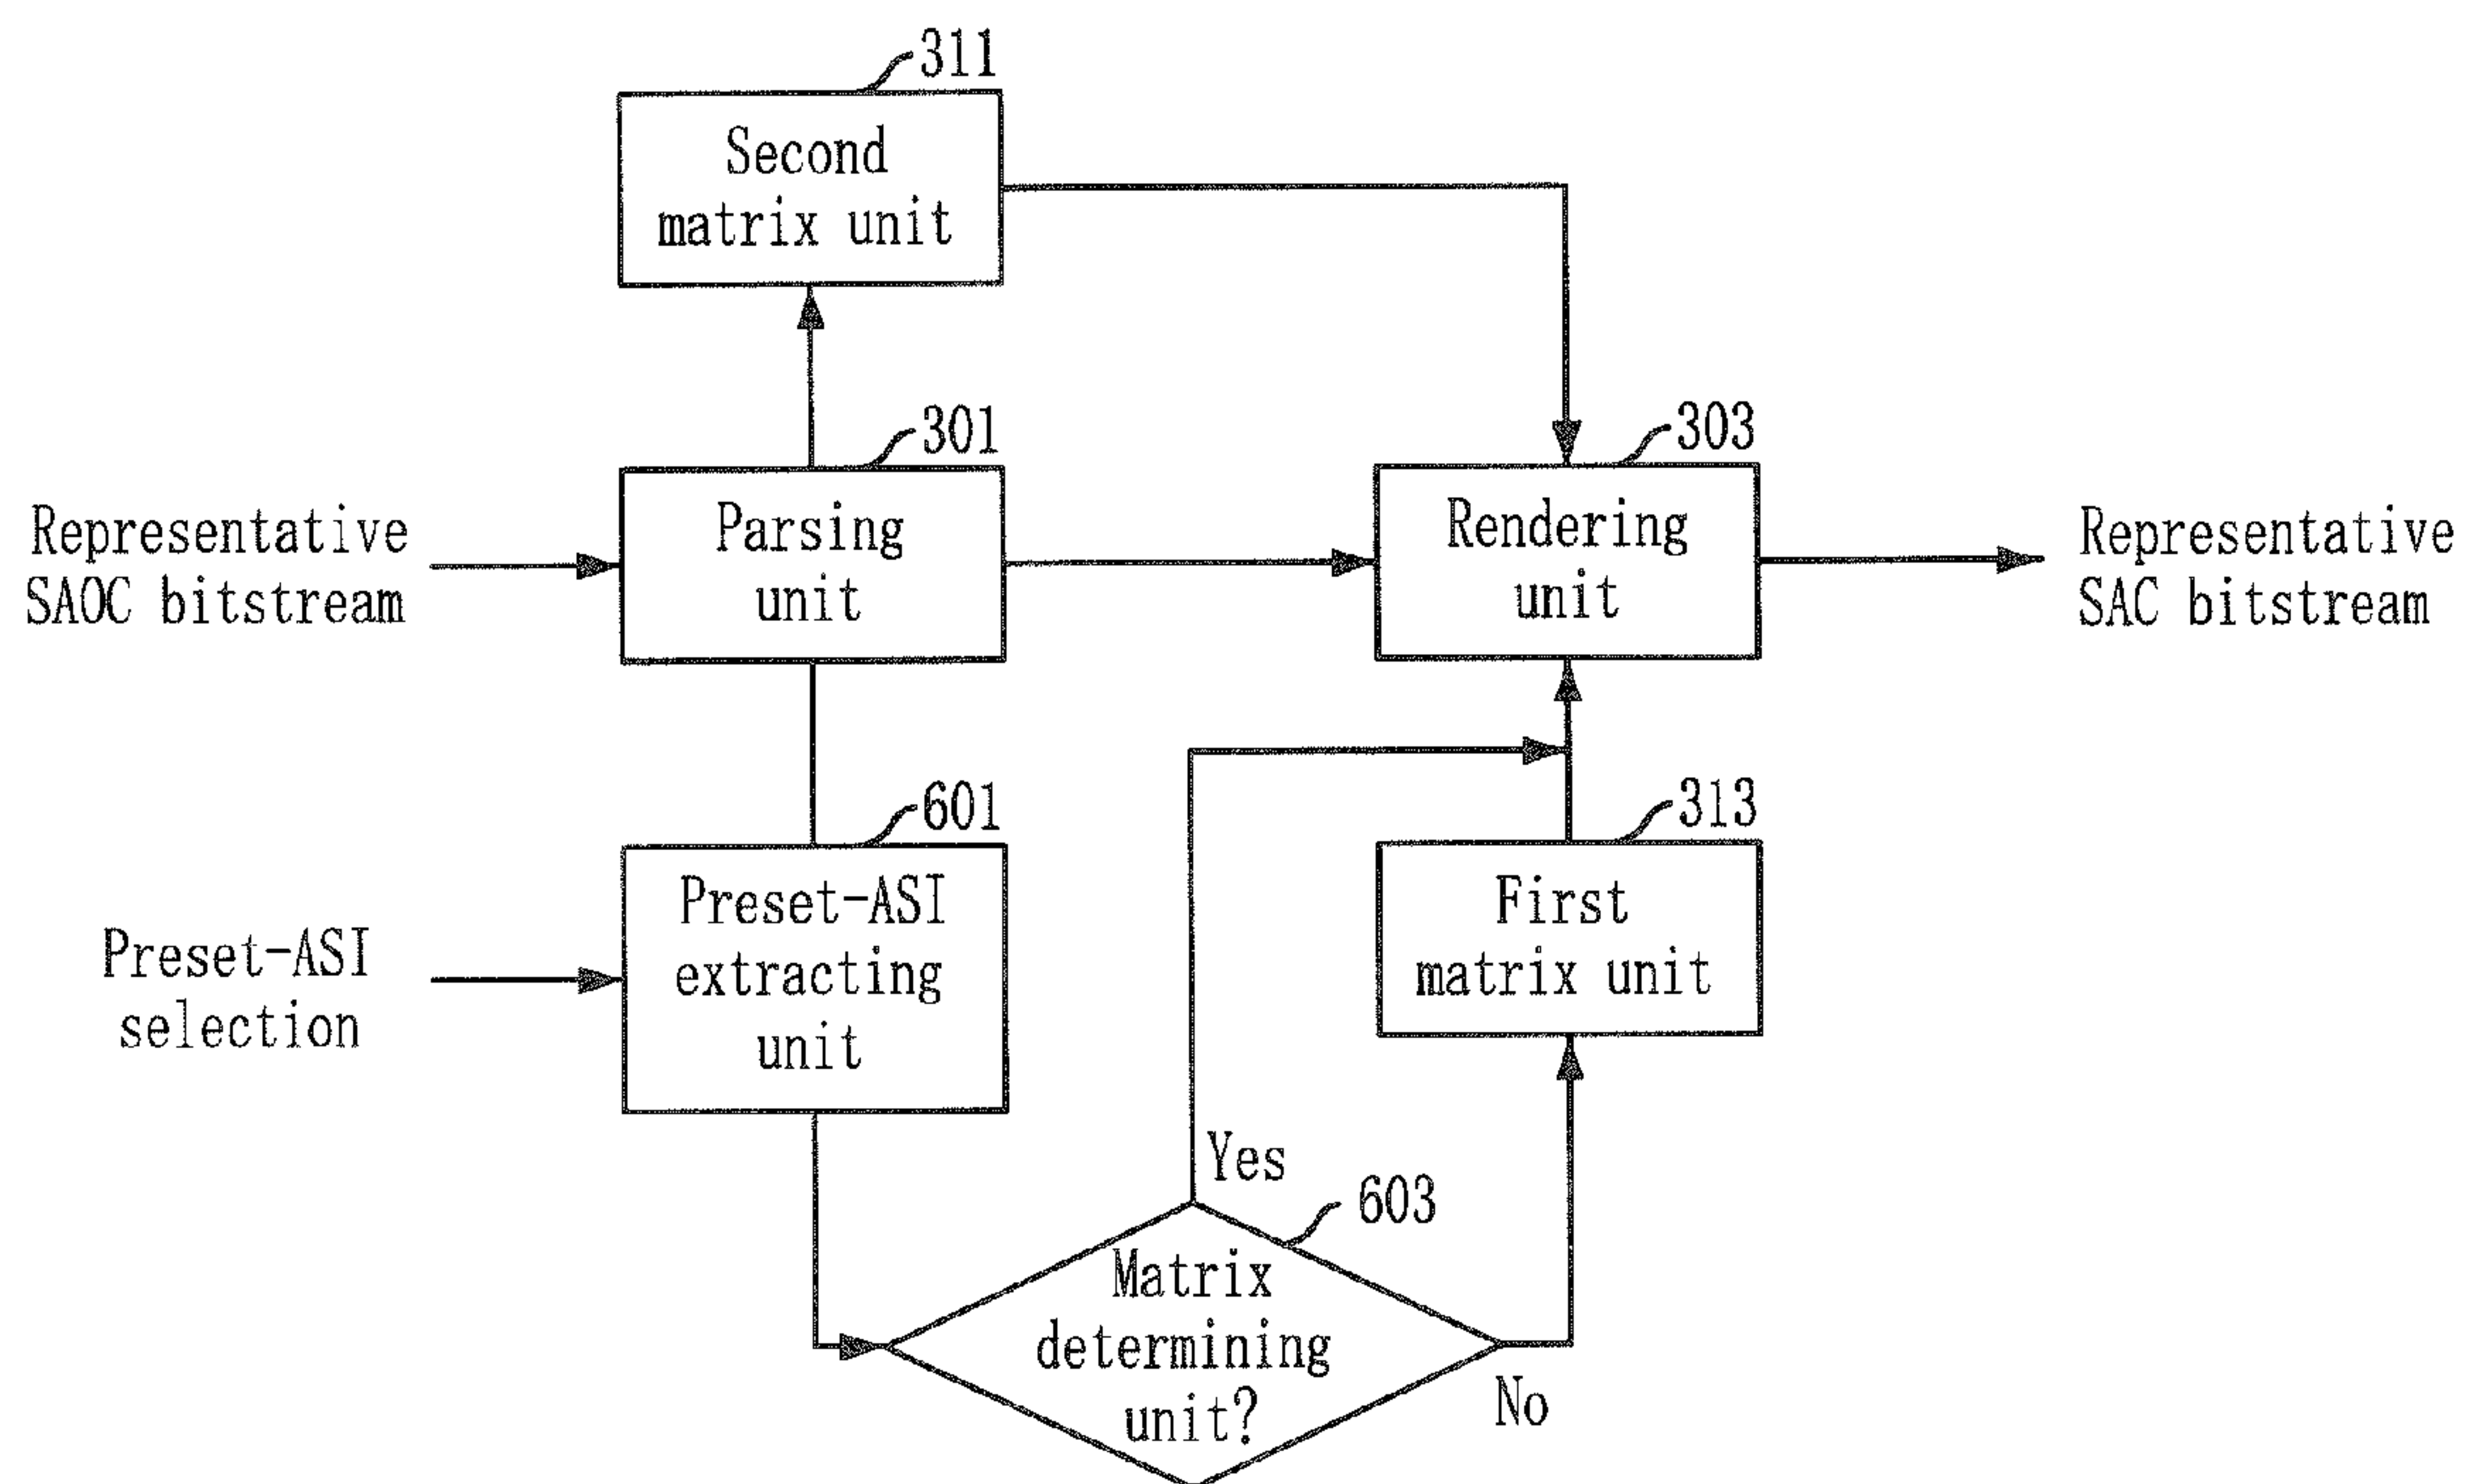 311
Second
matrix unit
301
303
Representative
SAOC bitstream
Parsing
unit
Rendering
unit
Representative
SAC bitstream
601
313
Preset-ASI
selection
Preset-ASI
extracting
unit
First
matrix unit
Yes
603
Matrix
determining
unit?
No